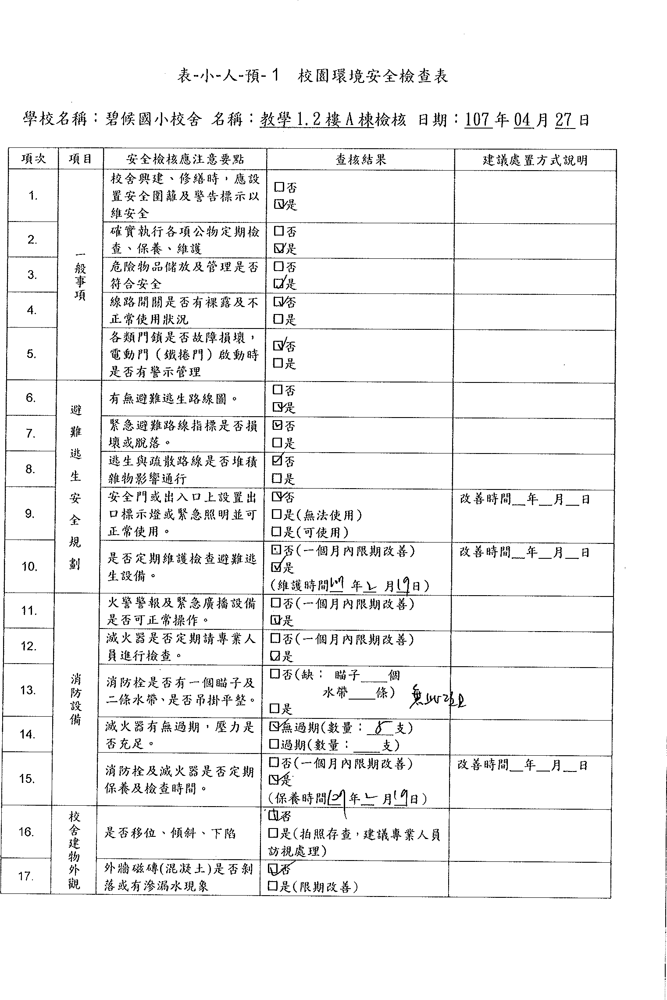 表-小-人-預-1 校園環境安全檢查表
學校名稱：碧候國小校舍 名稱：教學1.2樓A棟檢核 日期：107年04月27日
項次 項目 安全檢核應注意要點 查核結果 建議處置方式說明
一般事項
1.
校舍興建、修繕時，應設
置安全圍籬及警告標示以
維安全
□否
☑是
2.
確實執行各項公物定期檢
查、保養、維護
□否
☑是
3.
危險物品儲放及管理是否
符合安全
□否
☑是
4.
線路開關是否有裸露及不
正常使用狀況
☑否
□是
5.
各類門鎖是否故障損壞，
電動門（鐵捲門）啟動時
是否有警示管理
☑否
□是
避難逃生安全規劃
6.
有無避難逃生路線圖。
□否
☑是
7.
緊急避難路線指標是否損
壞或脫落。
☑否
□是
8.
逃生與疏散路線是否堆積
雜物影響通行
☑否
□是
9.
安全門或出入口上設置出
口標示燈或緊急照明並可
正常使用。
☑否
□是(無法使用)
□是(可使用)
改善時間__年__月__日
10.
是否定期維護檢查避難逃
生設備。
□否(一個月內限期改善)
☑是
(維護時間107年2月19日)
改善時間__年__月__日
消防設備
11.
火警警報及緊急廣播設備
是否可正常操作。
□否(一個月內限期改善)
☑是
12.
滅火器是否定期請專業人
員進行檢查。
□否(一個月內限期改善)
☑是
13.
消防栓是否有一個瞄子及
二條水帶、是否吊掛平整。
□否(缺： 瞄子____個
水帶____條)
□是
無此
14.
滅火器有無過期，壓力是
否充足。
☑無過期(數量：8支)
□過期(數量：____支)
15.
消防栓及滅火器是否定期
保養及檢查時間。
□否(一個月內限期改善)
☑是
(保養時間107年2月19日)
改善時間__年__月__日
校舍建物外觀
16.
是否移位、傾斜、下陷
☑否
□是(拍照存查，建議專業人員
訪視處理)
17.
外牆磁磚(混凝土)是否剝
落或有滲漏水現象
☑否
□是(限期改善)